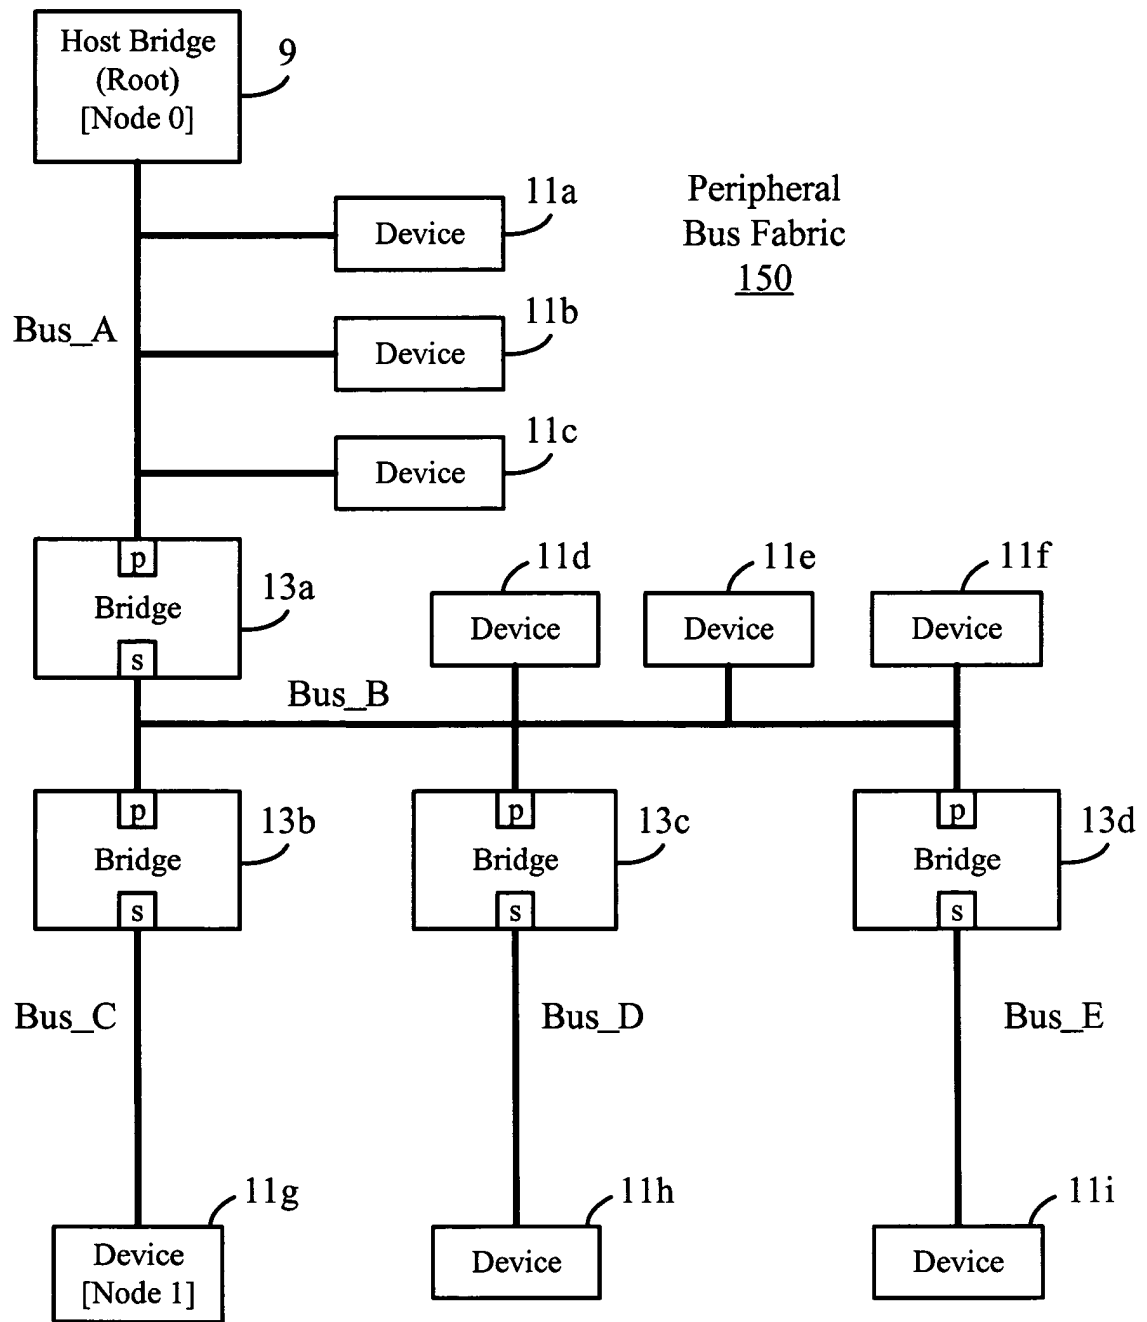 Host Bridge
(Root)
[Node 0]
9
11a
Device
Peripheral
Bus Fabric
150
11b
Device
Bus_A
11c
Device
p
Bridge
s
13a
11d
Device
11e
Device
11f
Device
Bus_B
p
Bridge
s
13b
p
Bridge
s
13c
p
Bridge
s
13d
Bus_C
Bus_D
Bus_E
11g
Device
[Node 1]
11h
Device
11i
Device